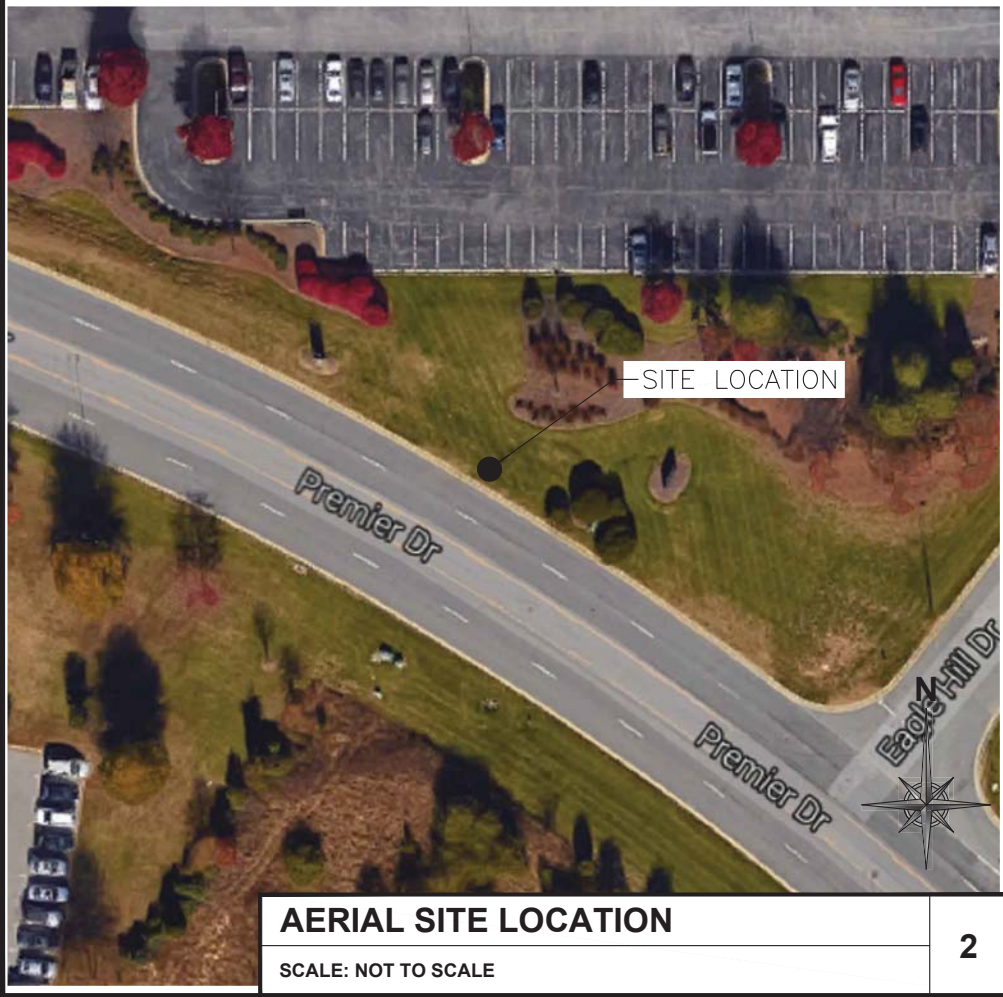 SITE LOCATION
Premier Dr
Eagle Hill Dr
N
Premier Dr
AERIAL SITE LOCATION
SCALE: NOT TO SCALE
2